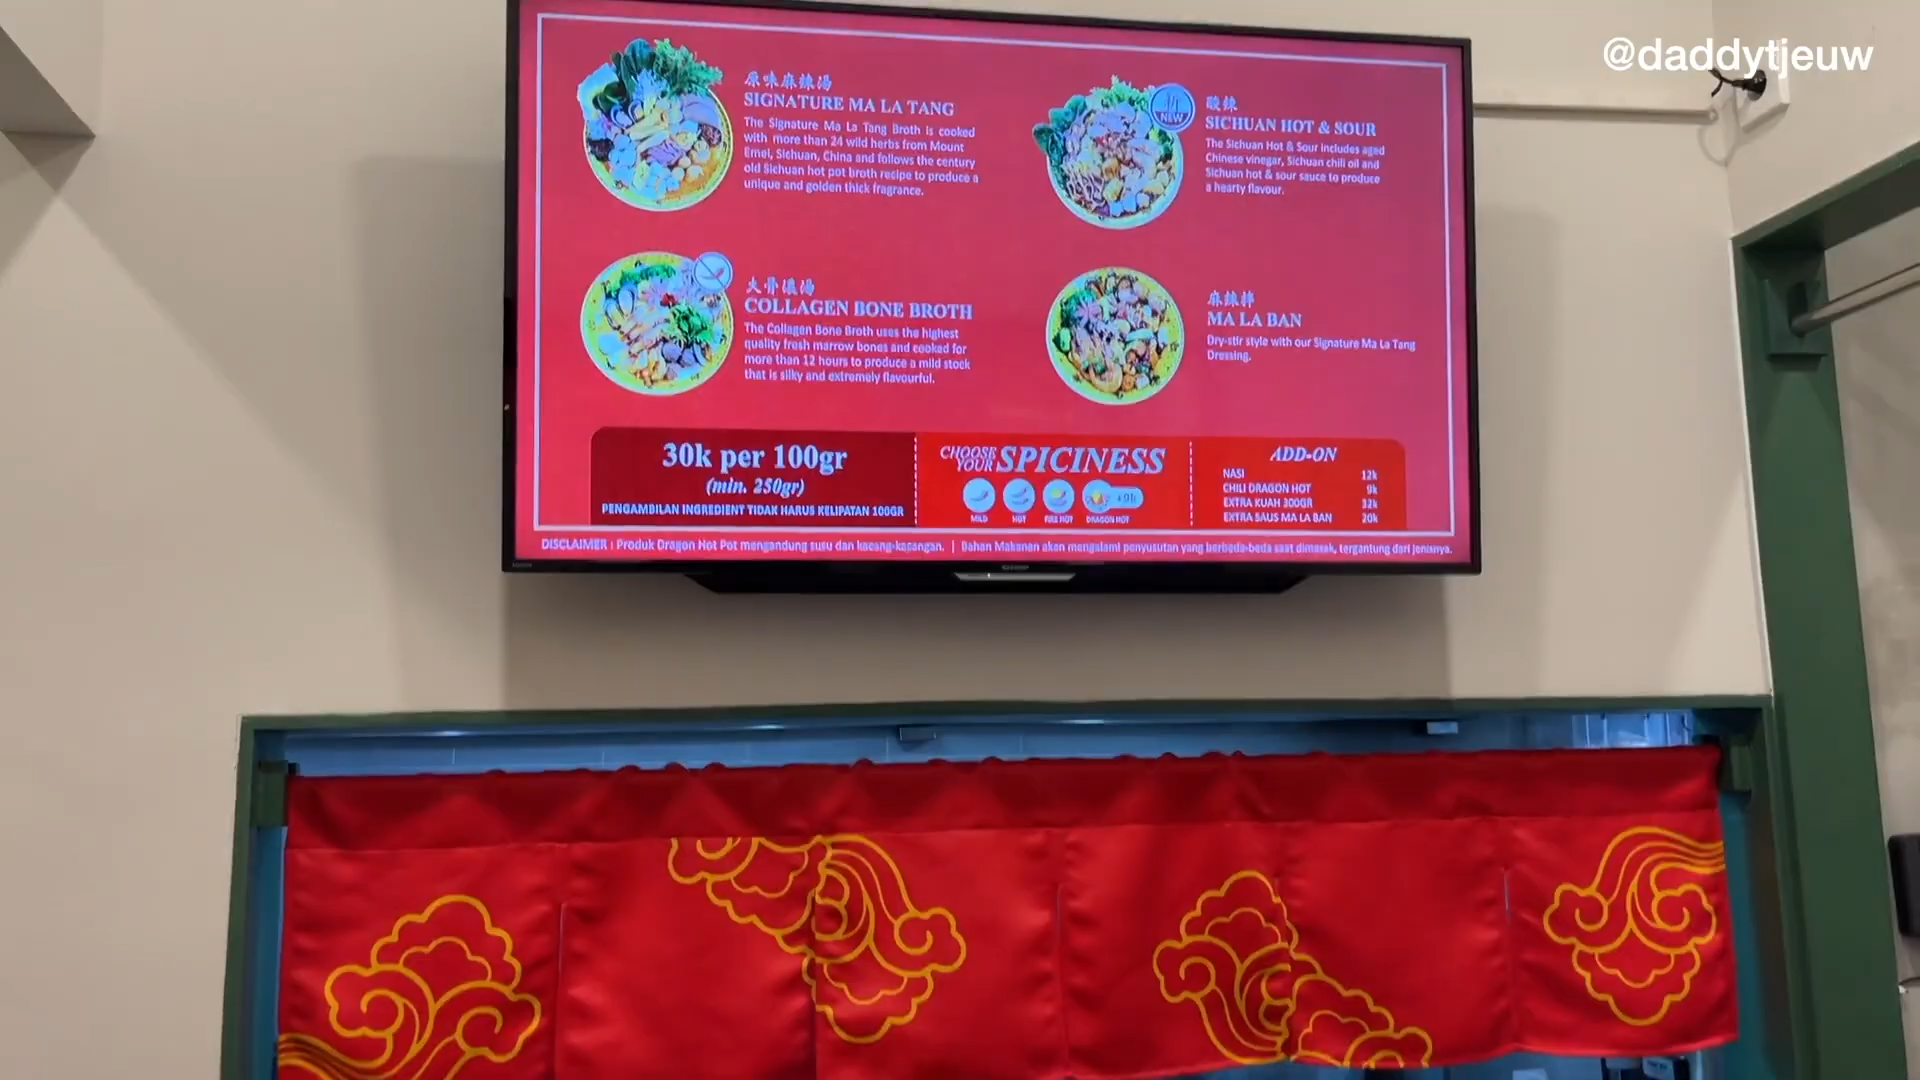 @daddytjeuw
原味麻辣湯
SIGNATURE MA LA TANG
The Signature Ma La Tang Broth is cooked
with more than 24 wild herbs from Mount
Emei, Sichuan, China and follows the century
old Sichuan hot pot broth recipe to produce a
unique and golden thick fragrance.
NEW
酸辣
SICHUAN HOT & SOUR
The Sichuan Hot & Sour includes aged
Chinese vinegar, Sichuan chili oil and
Sichuan hot & sour sauce to produce
a hearty flavour.
大骨濃湯
COLLAGEN BONE BROTH
The Collagen Bone Broth uses the highest
quality fresh marrow bones and cooked for
more than 12 hours to produce a mild stock
that is silky and extremely flavourful.
麻辣拌
MA LA BAN
Dry-stir style with our Signature Ma La Tang
Dressing.
30k per 100gr
(min. 250gr)
PENGAMBILAN INGREDIENT TIDAK HARUS KELIPATAN 100GR
CHOOSE YOUR SPICINESS
+9k
MILD HOT FIRE HOT DRAGON HOT
ADD-ON
NASI 12k
CHILI DRAGON HOT 9k
EXTRA KUAH 300GR 32k
EXTRA SAUS MA LA BAN 20k
DISCLAIMER : Produk Dragon Hot Pot mengandung susu dan kacang-kacangan. | Bahan Makanan akan mengalami penyusutan yang berbeda-beda saat dimasak, tergantung dari jenisnya.